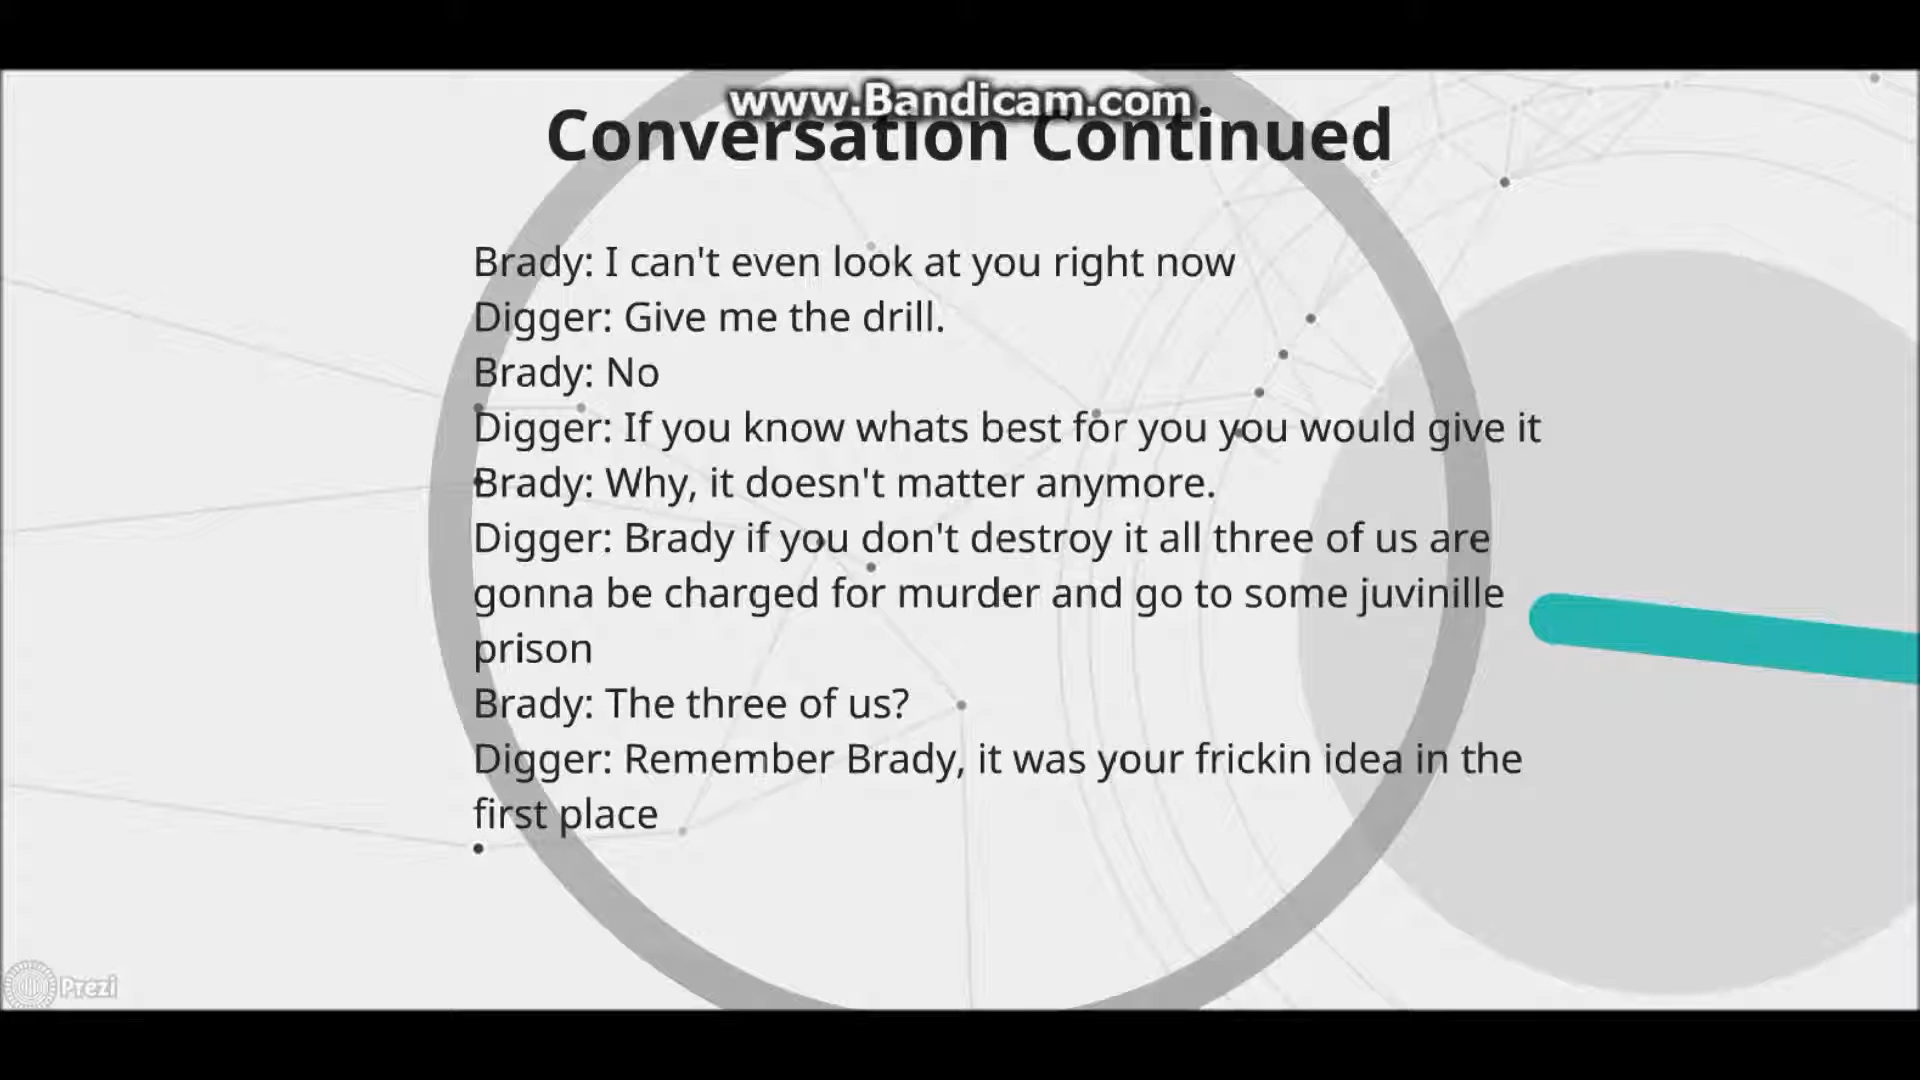 www.Bandicam.com
Conversation Continued
Brady: I can't even look at you right now
Digger: Give me the drill.
Brady: No
Digger: If you know whats best for you you would give it
Brady: Why, it doesn't matter anymore.
Digger: Brady if you don't destroy it all three of us are
gonna be charged for murder and go to some juvinille
prison
Brady: The three of us?
Digger: Remember Brady, it was your frickin idea in the
first place
Prezi